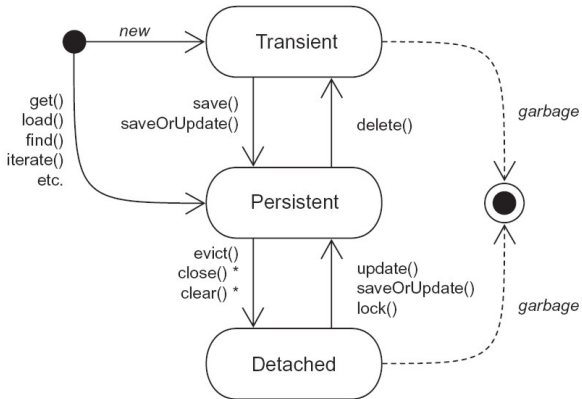 new
Transient
get()
load()
find()
iterate()
etc.
save()
saveOrUpdate()
delete()
garbage
Persistent
evict()
close() *
clear() *
update()
saveOrUpdate()
lock()
garbage
Detached